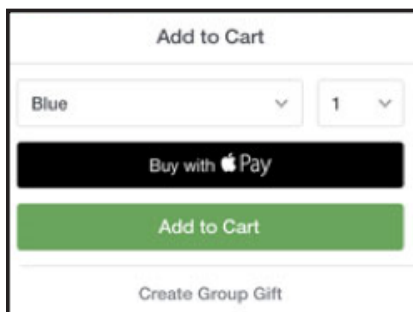 Add to Cart
Blue 1
Buy with Pay
Add to Cart
Create Group Gift